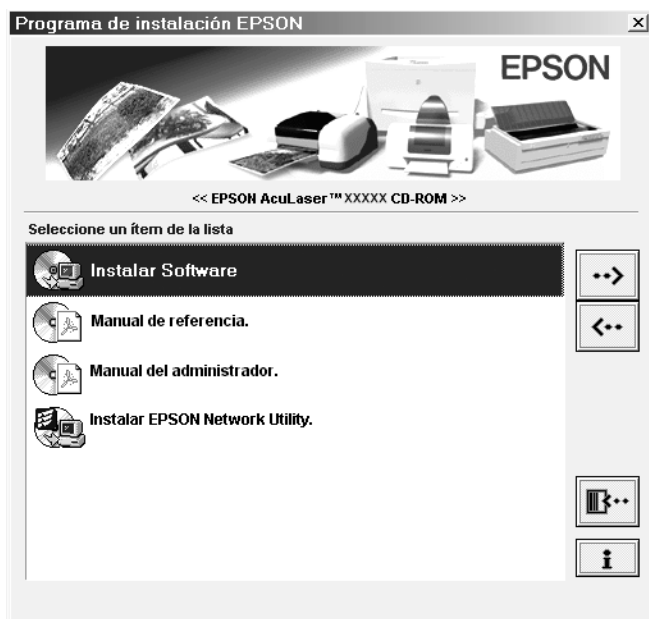 Programa de instalación EPSON
EPSON
<< EPSON AcuLaser™ XXXXX CD-ROM >>
Seleccione un ítem de la lista
Instalar Software
Manual de referencia.
Manual del administrador.
Instalar EPSON Network Utility.